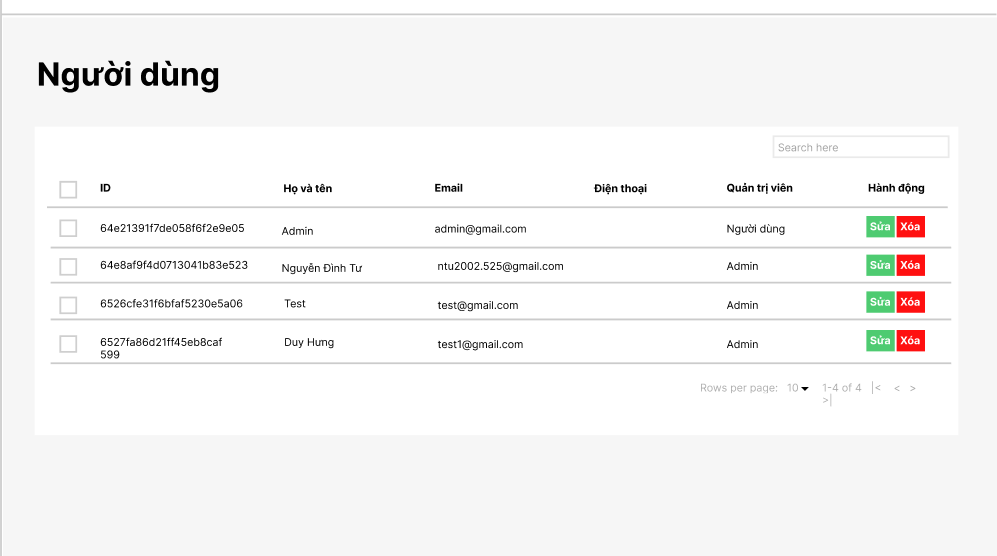 Người dùng
Search here
ID Họ và tên Email Điện thoại Quản trị viên Hành động
64e21391f7de058f6f2e9e05 Admin admin@gmail.com Người dùng Sửa Xóa
64e8af9f4d0713041b83e523 Nguyễn Đình Tư ntu2002.525@gmail.com Admin Sửa Xóa
6526cfe31f6bfaf5230e5a06 Test test@gmail.com Admin Sửa Xóa
6527fa86d21ff45eb8caf Duy Hưng test1@gmail.com Admin Sửa Xóa
599
Rows per page: 10 1-4 of 4 |< < >
>|